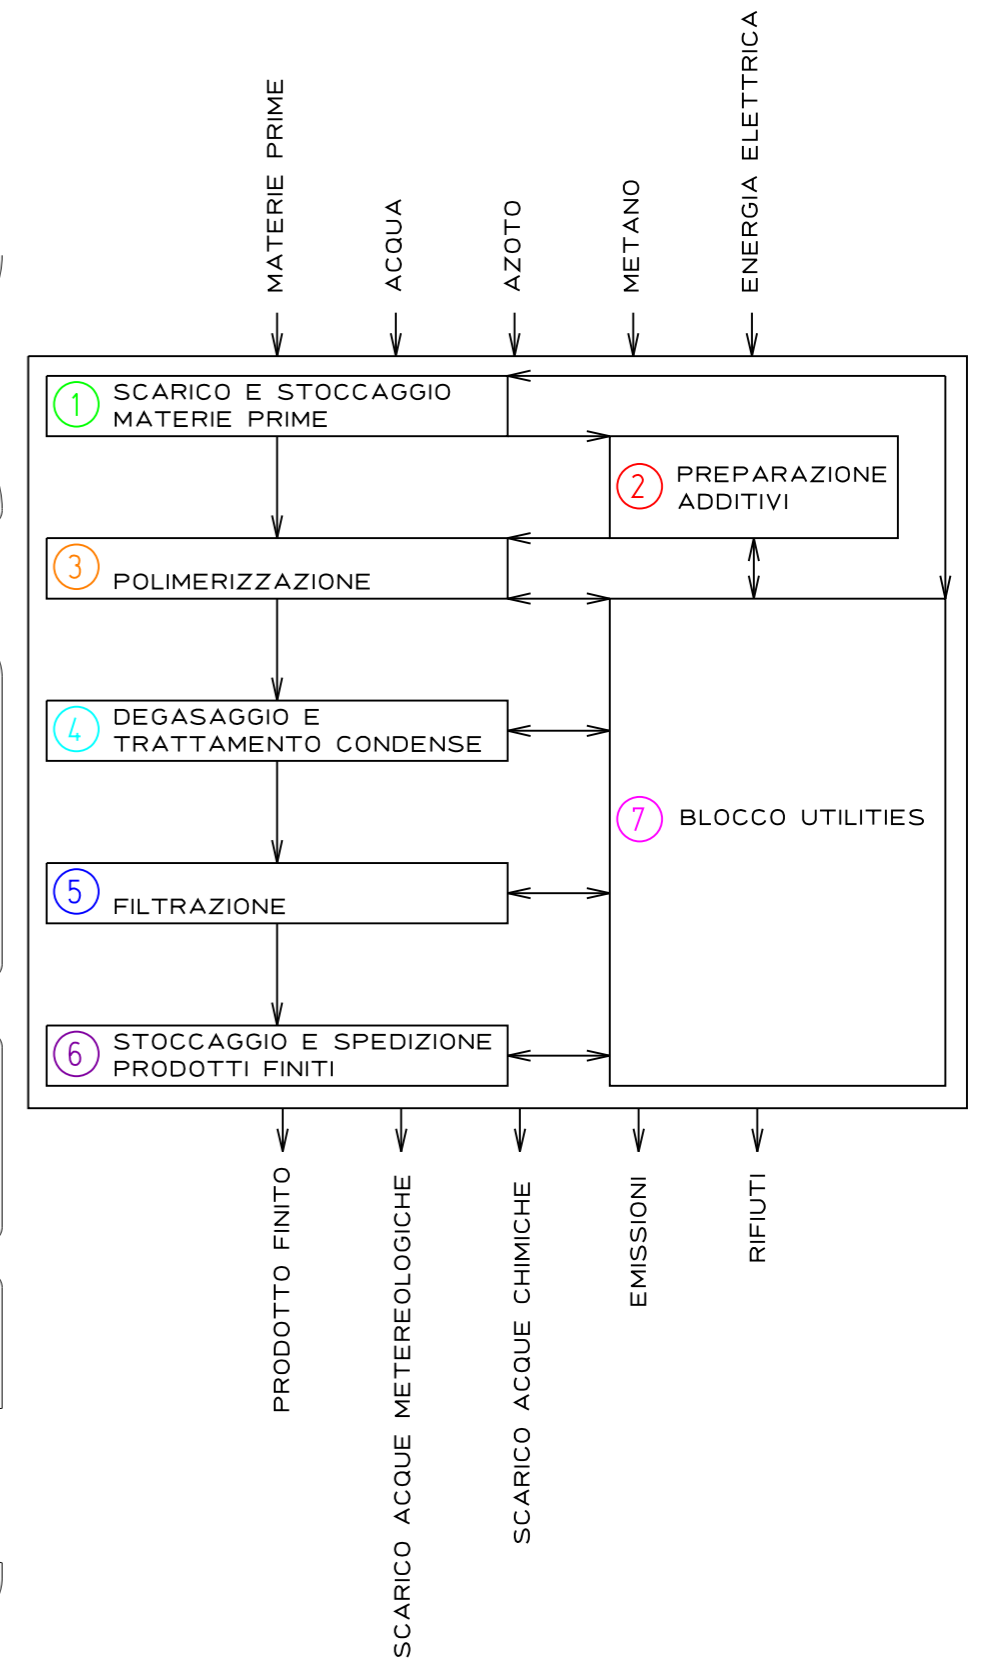 MATERIE PRIME
ACQUA
AZOTO
METANO
ENERGIA ELETTRICA
1
SCARICO E STOCCAGGIO
MATERIE PRIME
2
PREPARAZIONE
ADDITIVI
3
POLIMERIZZAZIONE
4
DEGASAGGIO E
TRATTAMENTO CONDENSE
7
BLOCCO UTILITIES
5
FILTRAZIONE
6
STOCCAGGIO E SPEDIZIONE
PRODOTTI FINITI
PRODOTTO FINITO
SCARICO ACQUE METEREOLOGICHE
SCARICO ACQUE CHIMICHE
EMISSIONI
RIFIUTI